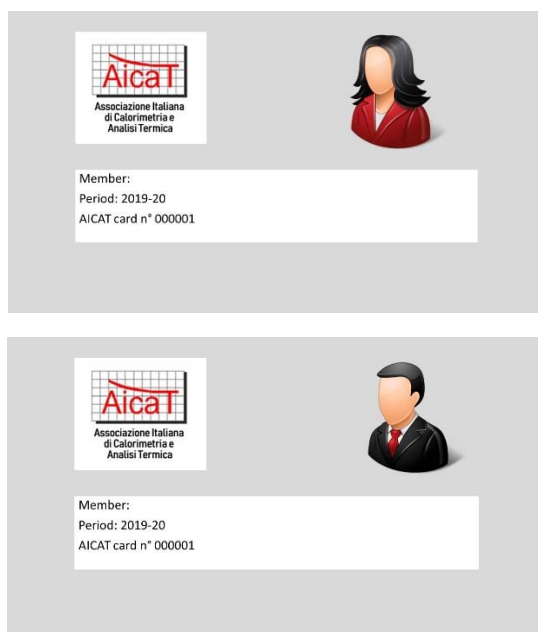 AicaT
Associazione Italiana
di Calorimetria e
Analisi Termica
Member:
Period: 2019-20
AICAT card n° 000001
AicaT
Associazione Italiana
di Calorimetria e
Analisi Termica
Member:
Period: 2019-20
AICAT card n° 000001